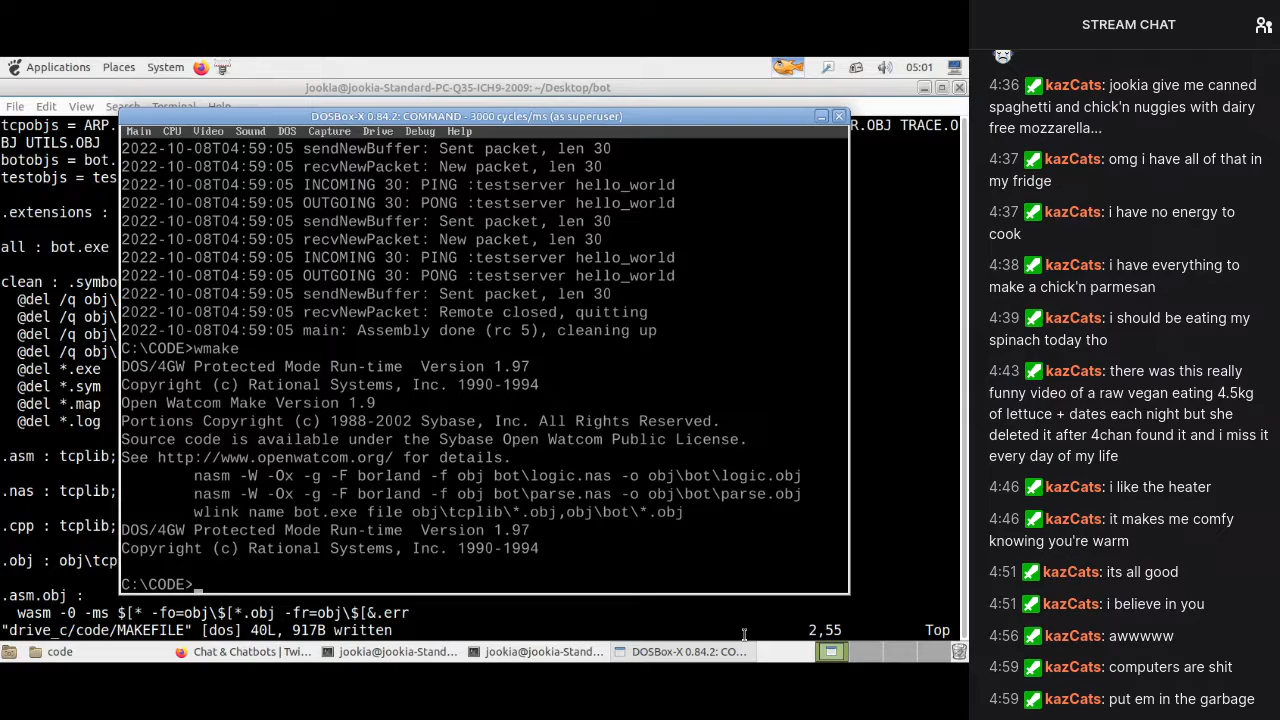 STREAM CHAT
Applications Places System 05:01
jookia@jookia-Standard-PC-Q35-ICH9-2009: ~/Desktop/bot
File Edit View Search Terminal Help
tcpobjs = ARP.
R.OBJ TRACE.O
BJ UTILS.OBJ
botobjs = bot.
testobjs = tes
.extensions :
all : bot.exe
clean : .symbo
@del /q obj\
@del /q obj\
@del /q obj\
@del /q obj\
@del *.exe
@del *.sym
@del *.map
@del *.log
.asm : tcplib;
.nas : tcplib;
.cpp : tcplib;
.obj : obj\tcp
.asm.obj :
wasm -0 -ms $[* -fo=obj\$[*.obj -fr=obj\$[&.err
"drive_c/code/MAKEFILE" [dos] 40L, 917B written 2,55 Top
DOSBox-X 0.84.2: COMMAND - 3000 cycles/ms (as superuser)
Main CPU Video Sound DOS Capture Drive Debug Help
2022-10-08T04:59:05 sendNewBuffer: Sent packet, len 30
2022-10-08T04:59:05 recvNewPacket: New packet, len 30
2022-10-08T04:59:05 INCOMING 30: PING :testserver hello_world
2022-10-08T04:59:05 OUTGOING 30: PONG :testserver hello_world
2022-10-08T04:59:05 sendNewBuffer: Sent packet, len 30
2022-10-08T04:59:05 recvNewPacket: New packet, len 30
2022-10-08T04:59:05 INCOMING 30: PING :testserver hello_world
2022-10-08T04:59:05 OUTGOING 30: PONG :testserver hello_world
2022-10-08T04:59:05 sendNewBuffer: Sent packet, len 30
2022-10-08T04:59:05 recvNewPacket: Remote closed, quitting
2022-10-08T04:59:05 main: Assembly done (rc 5), cleaning up
C:\CODE>wmake
DOS/4GW Protected Mode Run-time Version 1.97
Copyright (c) Rational Systems, Inc. 1990-1994
Open Watcom Make Version 1.9
Portions Copyright (c) 1988-2002 Sybase, Inc. All Rights Reserved.
Source code is available under the Sybase Open Watcom Public License.
See http://www.openwatcom.org/ for details.
nasm -W -Ox -g -F borland -f obj bot\logic.nas -o obj\bot\logic.obj
nasm -W -Ox -g -F borland -f obj bot\parse.nas -o obj\bot\parse.obj
wlink name bot.exe file obj\tcplib\*.obj,obj\bot\*.obj
DOS/4GW Protected Mode Run-time Version 1.97
Copyright (c) Rational Systems, Inc. 1990-1994
C:\CODE>_
code Chat & Chatbots | Twi... jookia@jookia-Stand... jookia@jookia-Stand... DOSBox-X 0.84.2: CO...
4:36 kazCats: jookia give me canned
spaghetti and chick'n nuggies with dairy
free mozzarella...
4:37 kazCats: omg i have all of that in
my fridge
4:37 kazCats: i have no energy to
cook
4:38 kazCats: i have everything to
make a chick'n parmesan
4:39 kazCats: i should be eating my
spinach today tho
4:43 kazCats: there was this really
funny video of a raw vegan eating 4.5kg
of lettuce + dates each night but she
deleted it after 4chan found it and i miss it
every day of my life
4:46 kazCats: i like the heater
4:46 kazCats: it makes me comfy
knowing you're warm
4:51 kazCats: its all good
4:51 kazCats: i believe in you
4:56 kazCats: awwwww
4:59 kazCats: computers are shit
4:59 kazCats: put em in the garbage